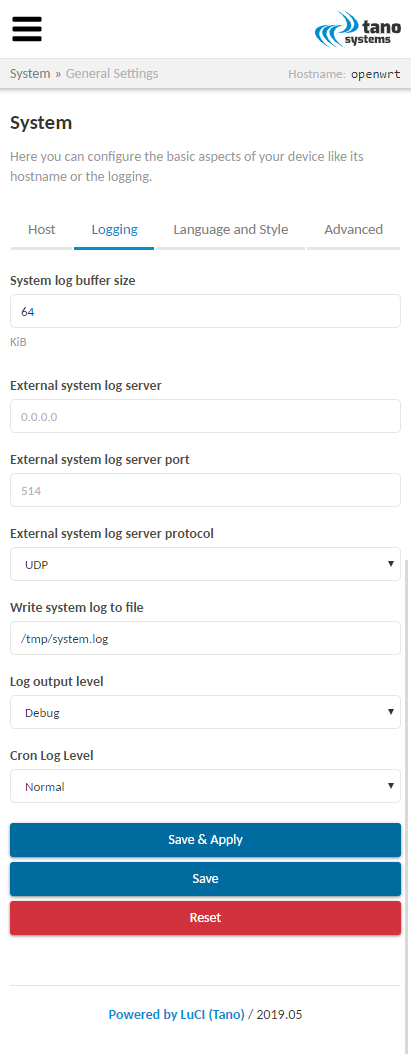 tano
systems
System » General Settings Hostname: openwrt
System
Here you can configure the basic aspects of your device like its
hostname or the logging.
Host Logging Language and Style Advanced
System log buffer size
64
KiB
External system log server
0.0.0.0
External system log server port
514
External system log server protocol
UDP
Write system log to file
/tmp/system.log
Log output level
Debug
Cron Log Level
Normal
Save & Apply
Save
Reset
Powered by LuCI (Tano) / 2019.05